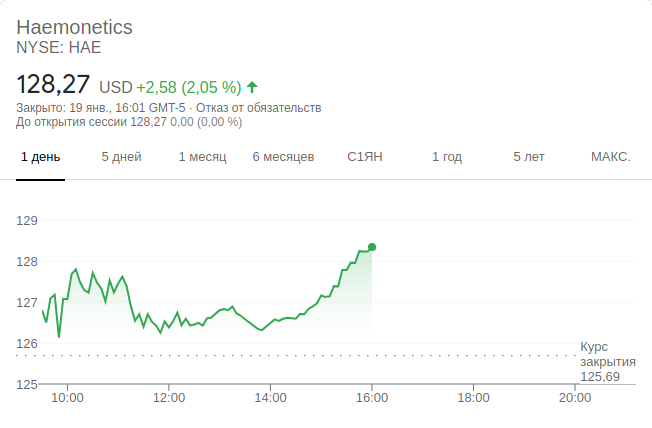 Haemonetics
NYSE: HAE
128,27 USD +2,58 (2,05 %)
Закрыто: 19 янв., 16:01 GMT-5 · Отказ от обязательств
До открытия сессии 128,27 0,00 (0,00 %)
1 день 5 дней 1 месяц 6 месяцев С1ЯН 1 год 5 лет МАКС.
129
128
127
126
Курс
закрытия
125,69
125
10:00 12:00 14:00 16:00 18:00 20:00